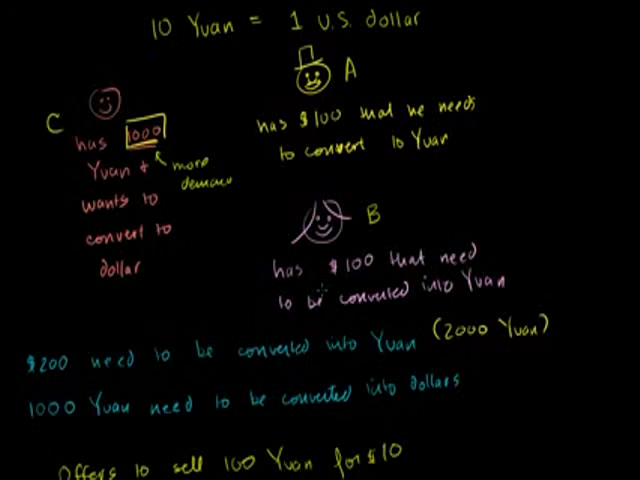 10 Yuan = 1 U.S. dollar
A
has $100 that he needs
to convert to Yuan
C
has 1000
Yuan +
wants to
convert to
dollar
more
demand
B
has $100 that need
to be converted into Yuan
$200 need to be converted into Yuan (2000 Yuan)
1000 Yuan need to be converted into dollars
Offers to sell 100 Yuan for $10